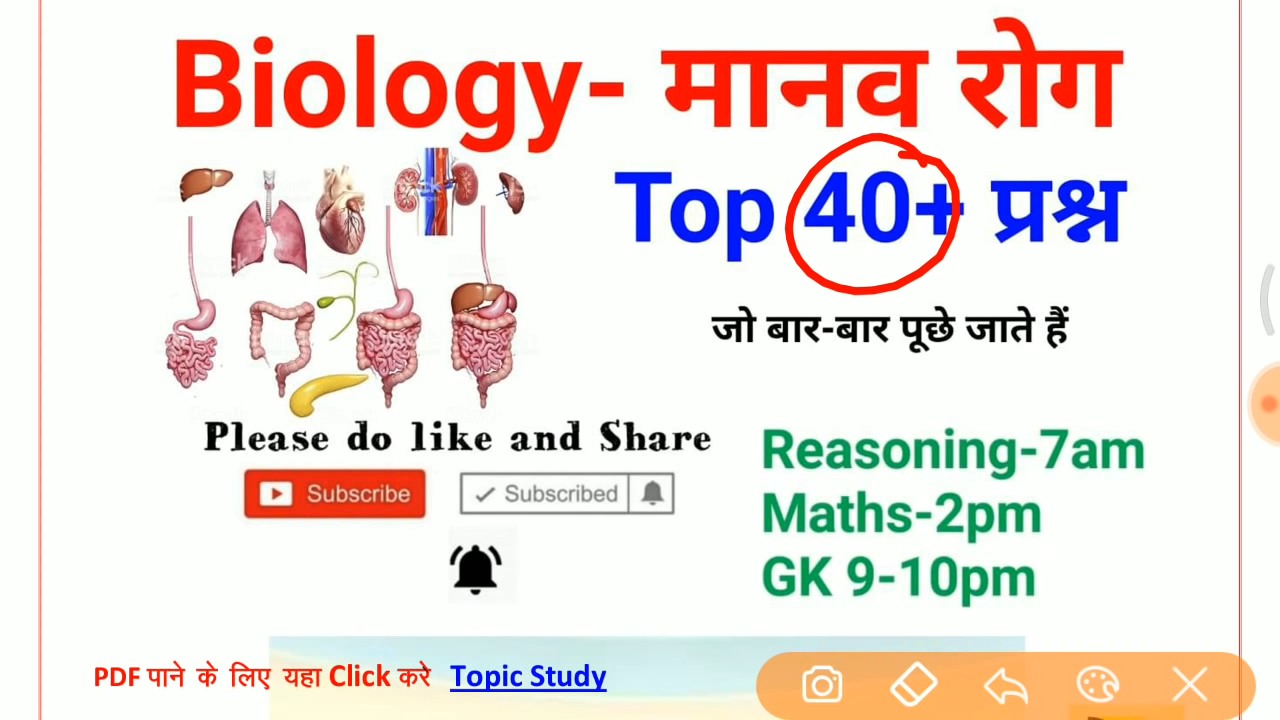 Biology- मानव रोग
Top 40+ प्रश्न
जो बार-बार पूछे जाते हैं
Please do like and Share
Subscribe
Subscribed
Reasoning-7am
Maths-2pm
GK 9-10pm
PDF पाने के लिए यहा Click करे Topic Study